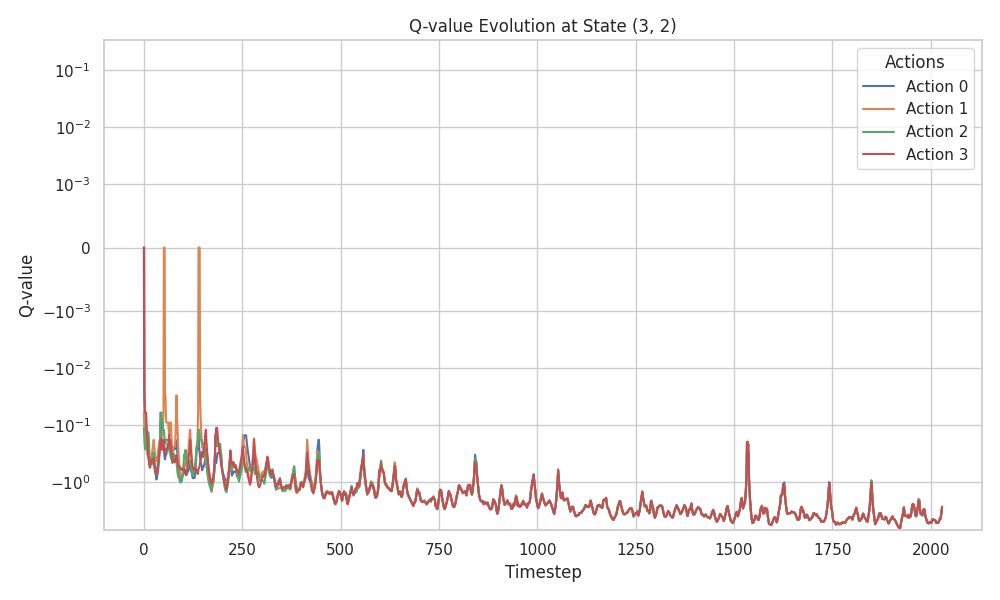 Q-value Evolution at State (3, 2)
Actions
Action 0
Action 1
Action 2
Action 3
10⁻¹
10⁻²
10⁻³
0
−10⁻³
−10⁻²
−10⁻¹
−10⁰
Q-value
0 250 500 750 1000 1250 1500 1750 2000
Timestep